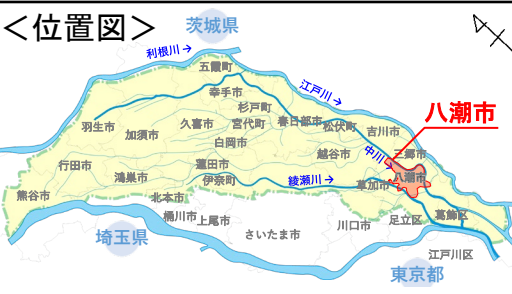 ＜位置図＞
茨城県
利根川→
五霞町
江戸川→
幸手市
杉戸町
八潮市
羽生市
加須市
久喜市
宮代町
春日部市
松伏町
吉川市
白岡市
中川→
三郷市
越谷市
行田市
蓮田市
鴻巣市
伊奈町
綾瀬川→
草加市
八潮市
熊谷市
北本市
桶川市
上尾市
足立区
葛飾区
川口市
さいたま市
埼玉県
江戸川区
東京都